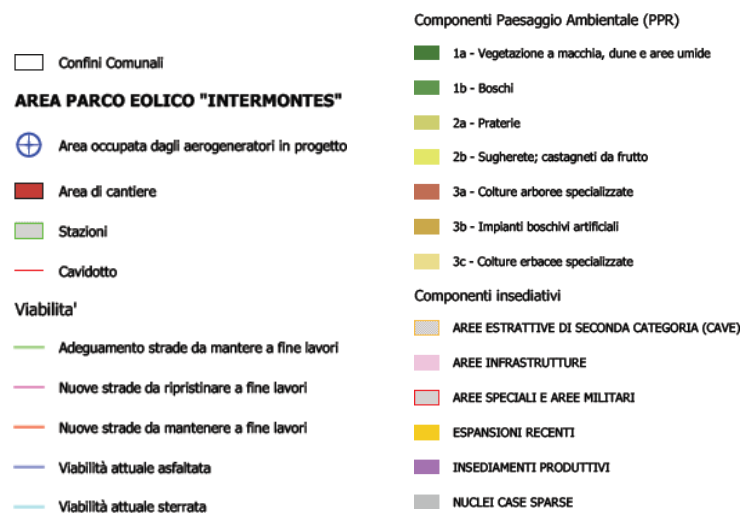 Confini Comunali
AREA PARCO EOLICO "INTERMONTES"
Area occupata dagli aerogeneratori in progetto
Area di cantiere
Stazioni
Cavidotto
Viabilita'
Adeguamento strade da mantere a fine lavori
Nuove strade da ripristinare a fine lavori
Nuove strade da mantenere a fine lavori
Viabilità attuale asfaltata
Viabilità attuale sterrata
Componenti Paesaggio Ambientale (PPR)
1a - Vegetazione a macchia, dune e aree umide
1b - Boschi
2a - Praterie
2b - Sugherete; castagneti da frutto
3a - Colture arboree specializzate
3b - Impianti boschivi artificiali
3c - Colture erbacee specializzate
Componenti insediativi
AREE ESTRATTIVE DI SECONDA CATEGORIA (CAVE)
AREE INFRASTRUTTURE
AREE SPECIALI E AREE MILITARI
ESPANSIONI RECENTI
INSEDIAMENTI PRODUTTIVI
NUCLEI CASE SPARSE